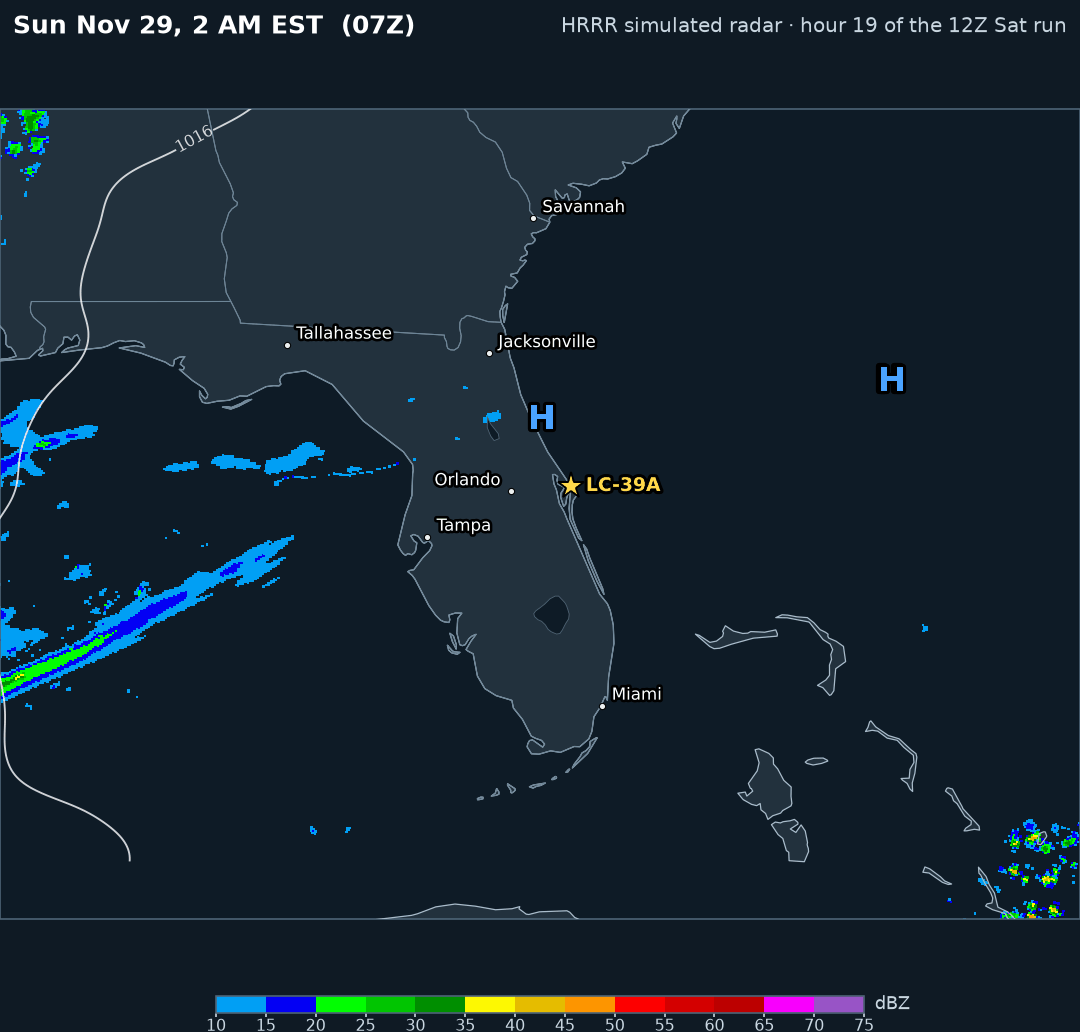 Sun Nov 29, 2 AM EST (07Z)
HRRR simulated radar · hour 19 of the 12Z Sat run
1016
Savannah
Tallahassee
Jacksonville
H
H
Orlando
LC-39A
Tampa
Miami
dBZ
10 15 20 25 30 35 40 45 50 55 60 65 70 75